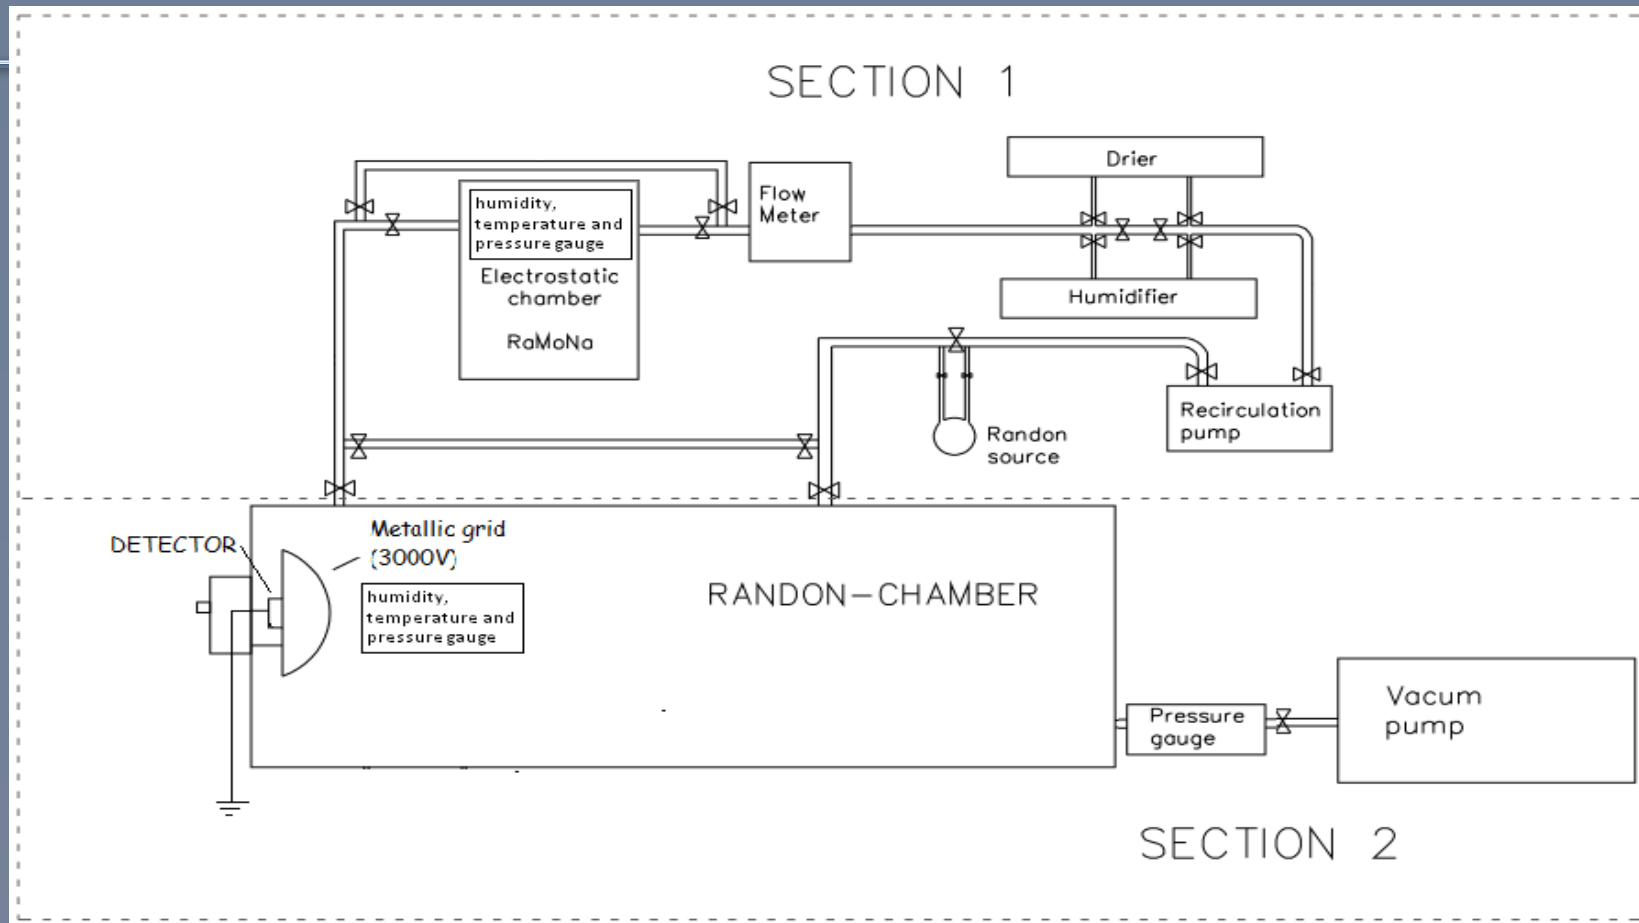 SECTION 1
Drier
Flow
Meter
humidity,
temperature and
pressure gauge
Electrostatic
chamber
RaMoNa
Humidifier
Recirculation
pump
Randon
source
DETECTOR
Metallic grid
(3000V)
humidity,
temperature and
pressure gauge
RANDON-CHAMBER
Pressure
gauge
Vacum
pump
SECTION 2